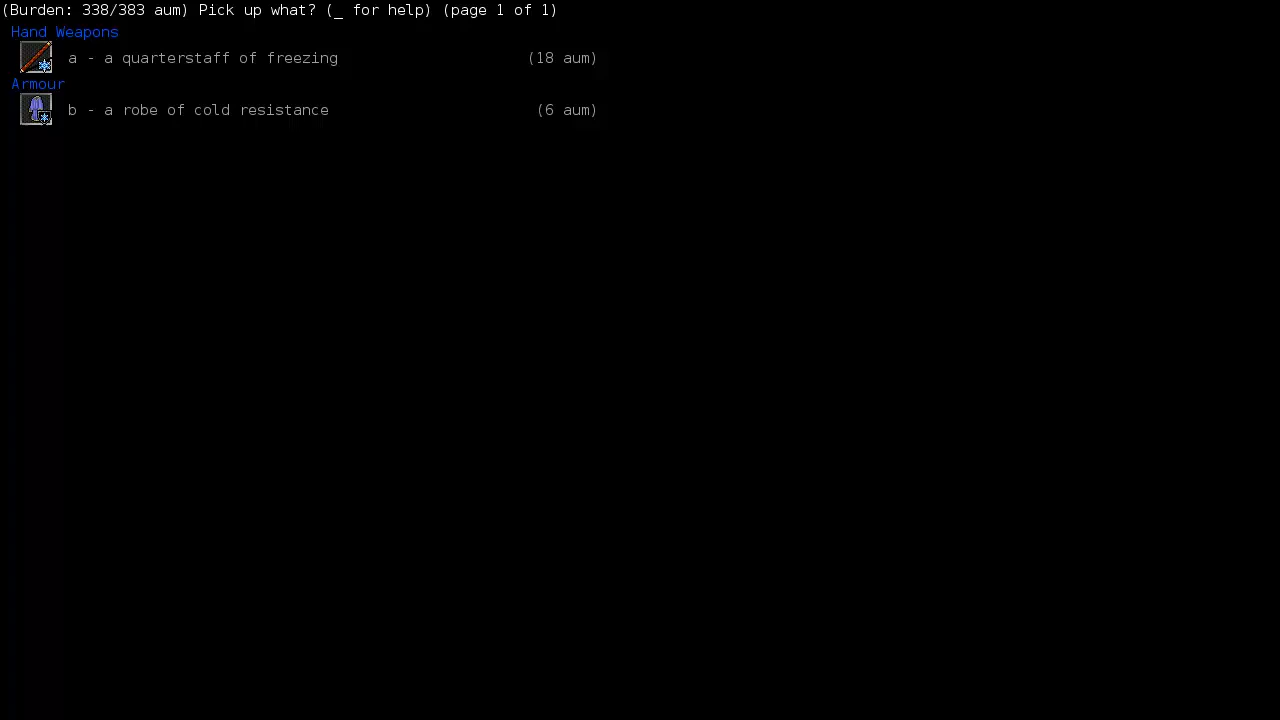 (Burden: 338/383 aum) Pick up what? (_ for help) (page 1 of 1)
Hand Weapons
a - a quarterstaff of freezing (18 aum)
Armour
b - a robe of cold resistance (6 aum)